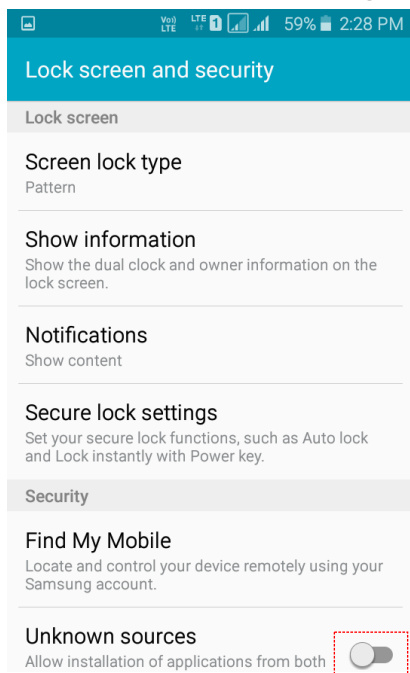 Vo)) LTE LTE 1 59% 2:28 PM
Lock screen and security
Lock screen
Screen lock type
Pattern
Show information
Show the dual clock and owner information on the
lock screen.
Notifications
Show content
Secure lock settings
Set your secure lock functions, such as Auto lock
and Lock instantly with Power key.
Security
Find My Mobile
Locate and control your device remotely using your
Samsung account.
Unknown sources
Allow installation of applications from both